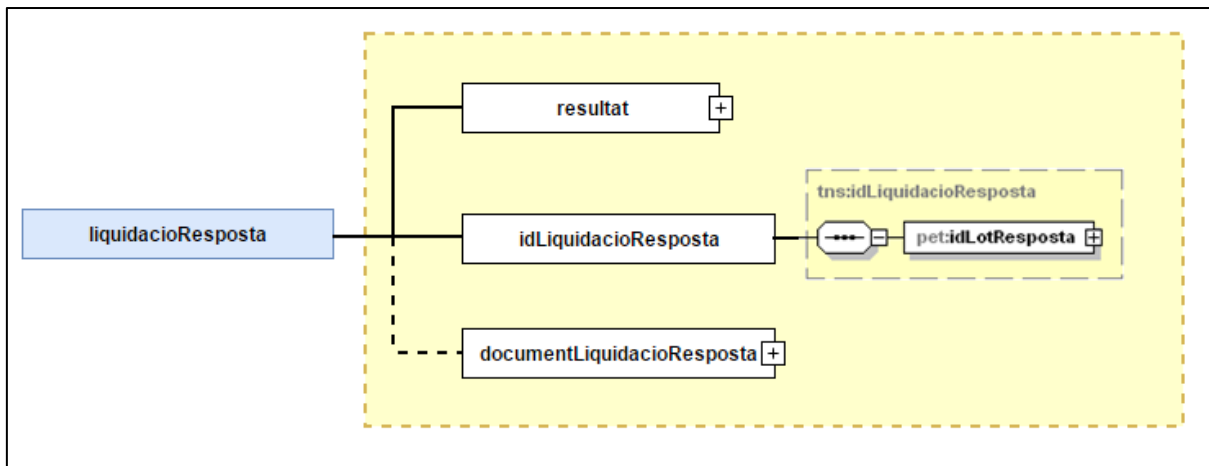 resultat
tns:idLiquidacioResposta
liquidacioResposta
idLiquidacioResposta
pet:idLotResposta
documentLiquidacioResposta